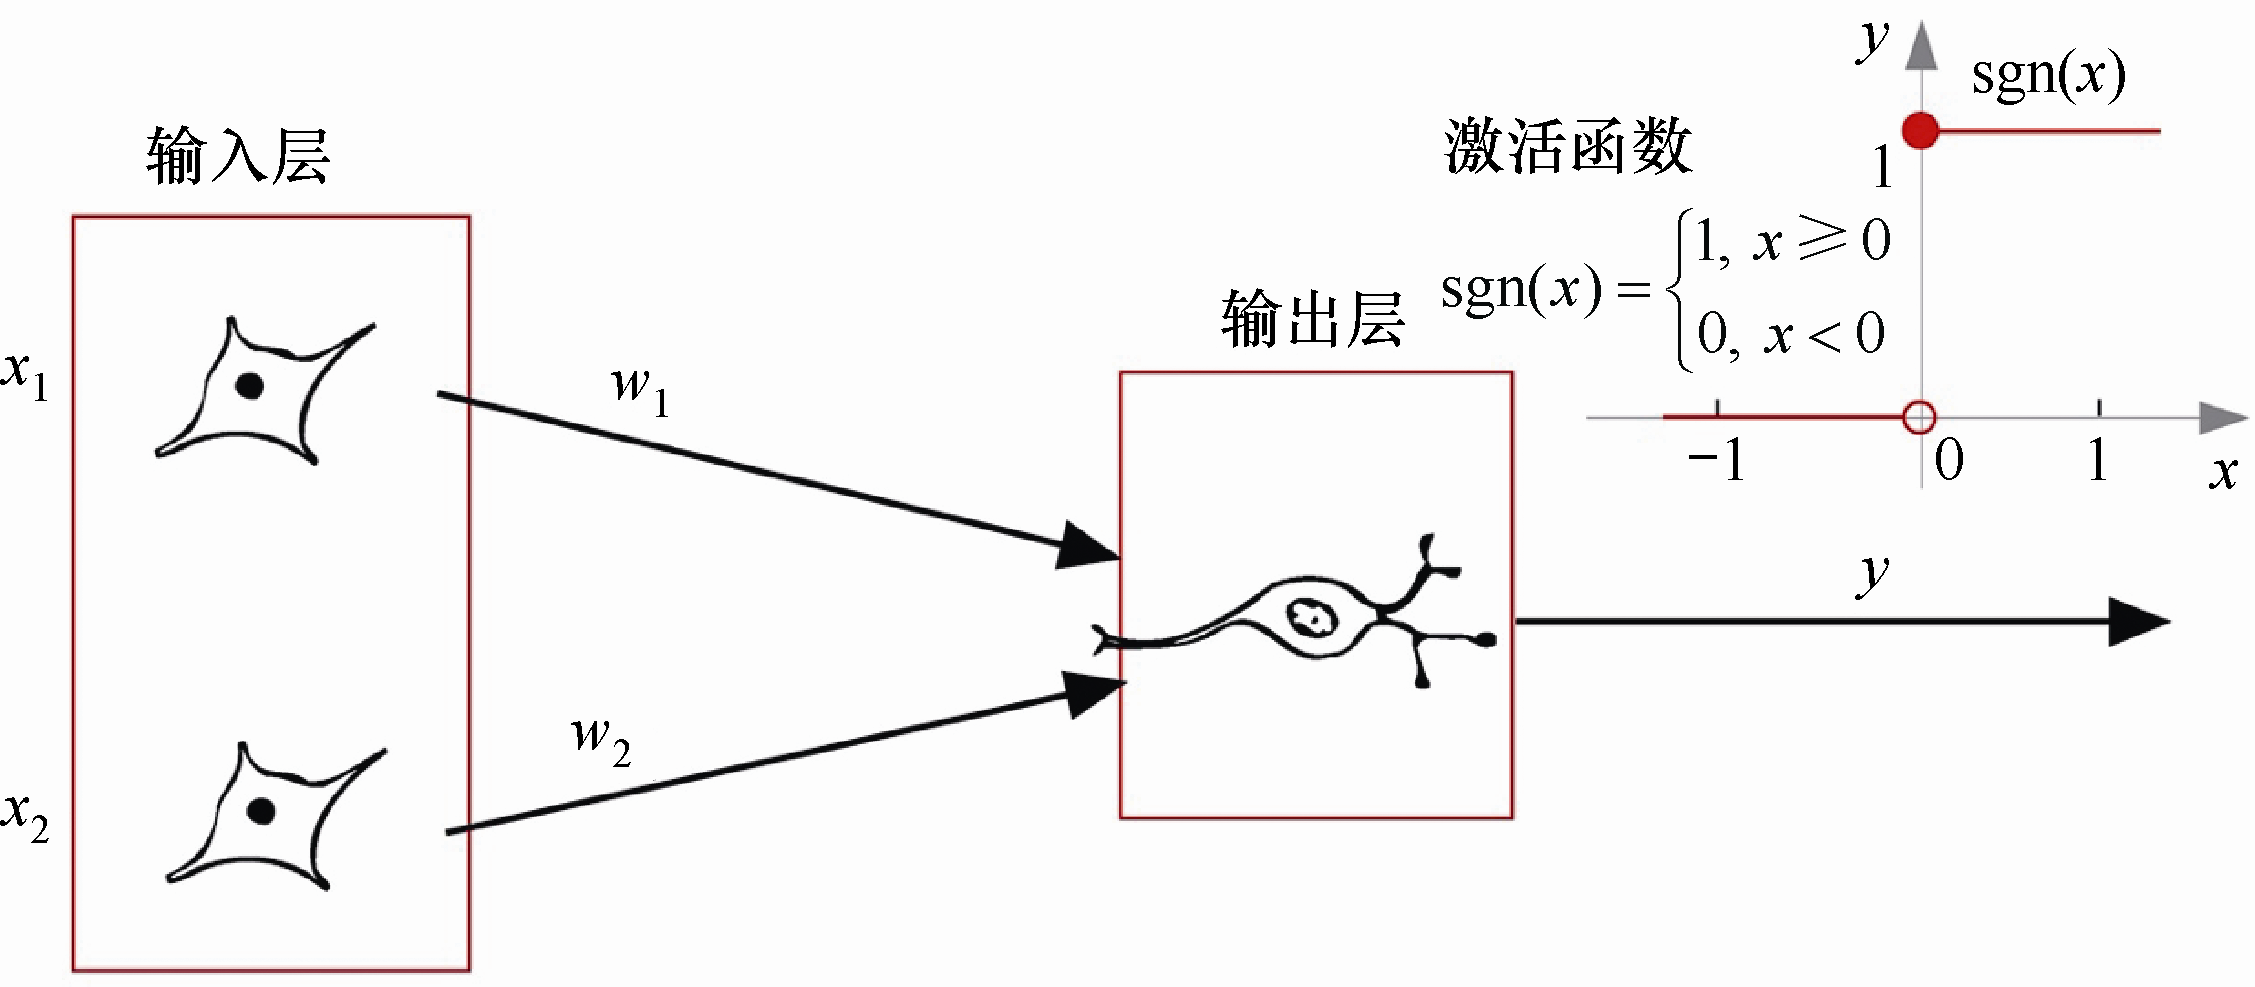 输入层
x₁
x₂
w₁
w₂
输出层
激活函数
sgn(x) = { 1, x ⩾ 0
0, x < 0
y
sgn(x)
1
−1
0
1
x
y